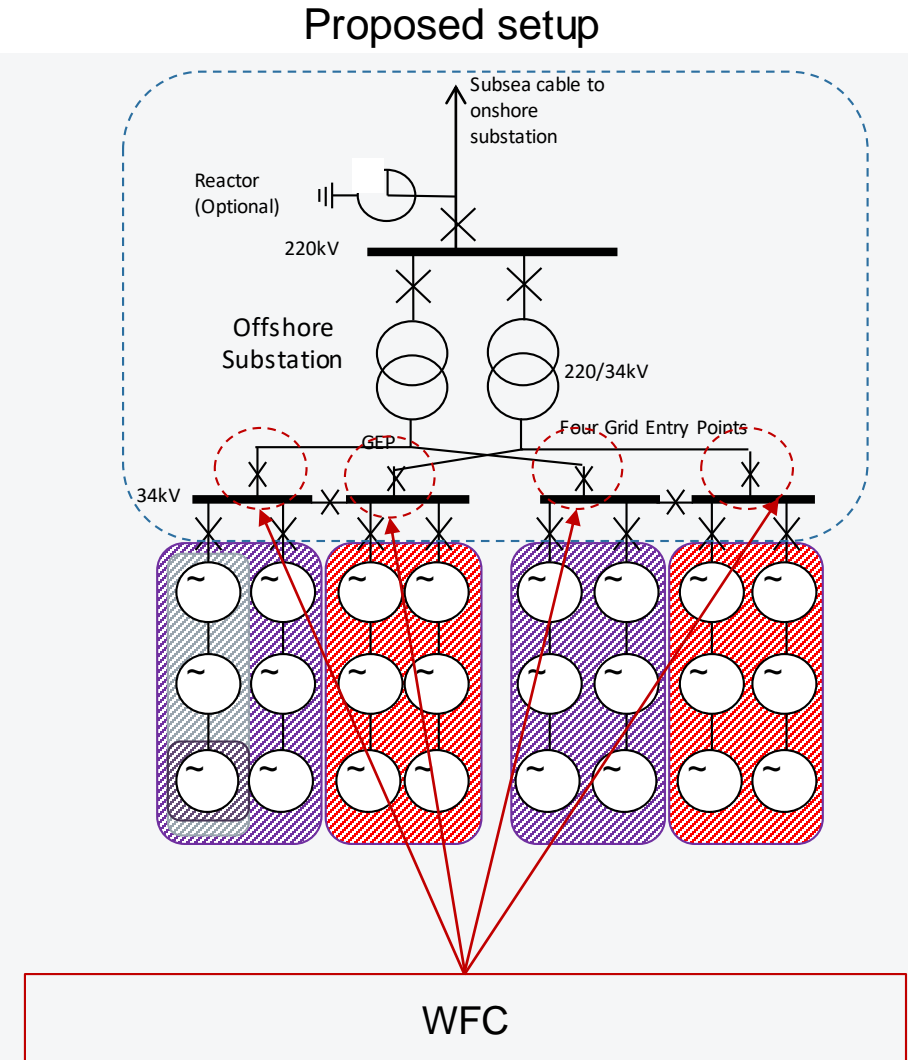 Proposed setup
Subsea cable to
onshore
substation
Reactor
(Optional)
220kV
Offshore
Substation
220/34kV
Four Grid Entry Points
GEP
34kV
~ ~ ~ ~ ~ ~ ~ ~
~ ~ ~ ~ ~ ~ ~ ~
~ ~ ~ ~ ~ ~ ~ ~
WFC